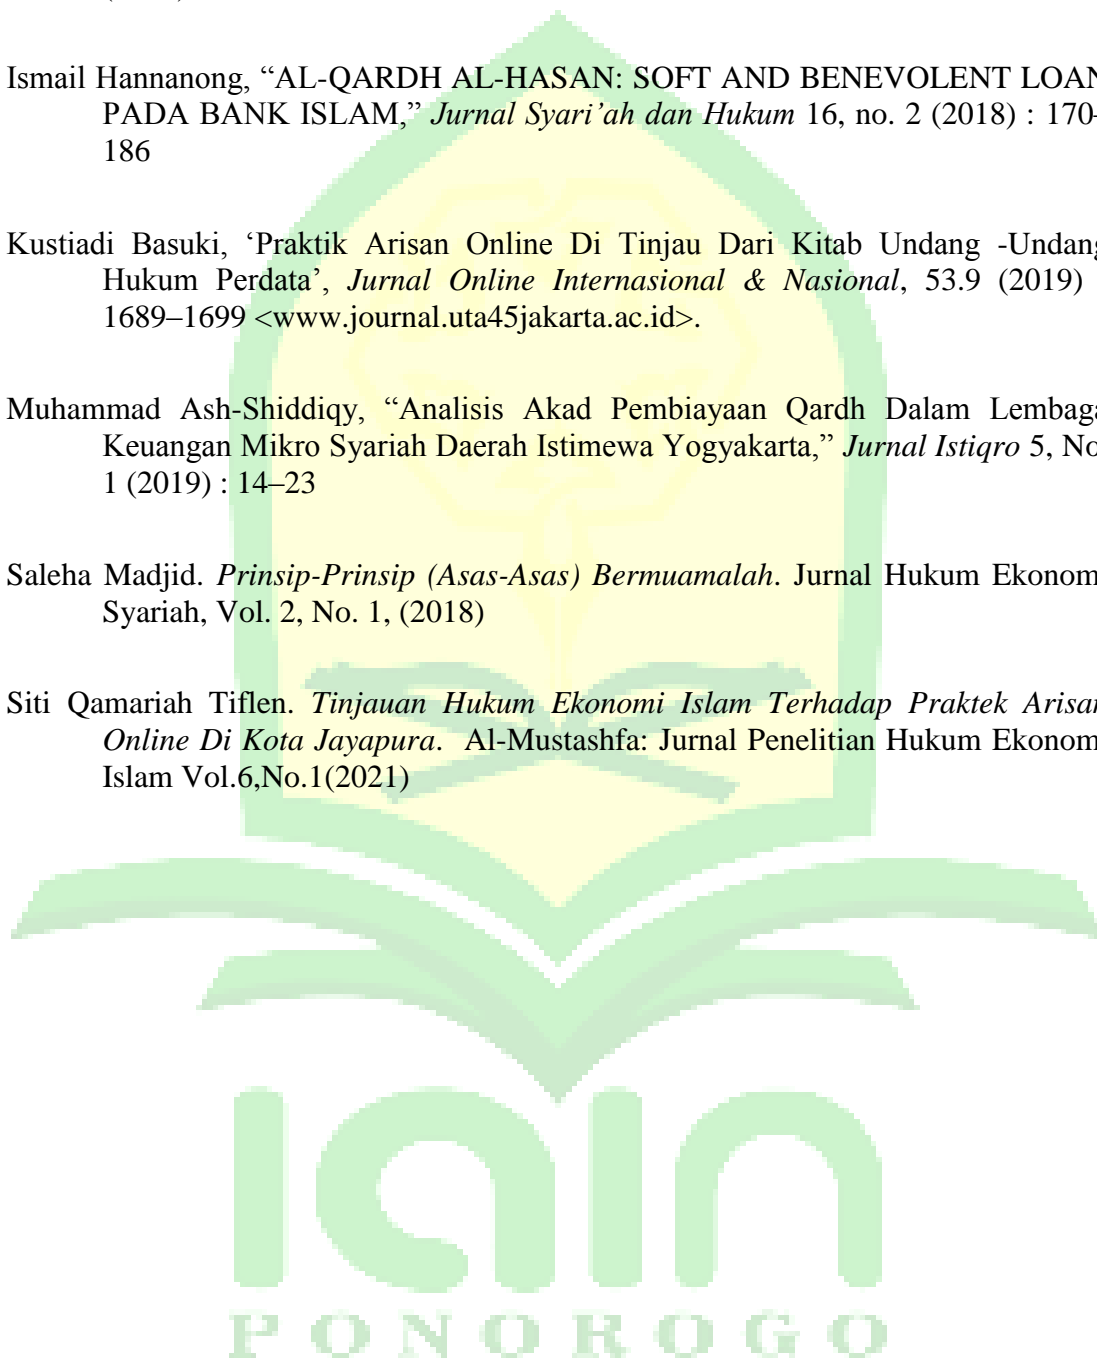 Ismail Hannanong, “AL-QARDH AL-HASAN: SOFT AND BENEVOLENT LOAN
PADA BANK ISLAM,” Jurnal Syari’ah dan Hukum 16, no. 2 (2018) : 170–
186
Kustiadi Basuki, ‘Praktik Arisan Online Di Tinjau Dari Kitab Undang -Undang
Hukum Perdata’, Jurnal Online Internasional & Nasional, 53.9 (2019)
1689–1699 <www.journal.uta45jakarta.ac.id>.
Muhammad Ash-Shiddiqy, “Analisis Akad Pembiayaan Qardh Dalam Lembaga
Keuangan Mikro Syariah Daerah Istimewa Yogyakarta,” Jurnal Istiqro 5, No
1 (2019) : 14–23
Saleha Madjid. Prinsip-Prinsip (Asas-Asas) Bermuamalah. Jurnal Hukum Ekonom
Syariah, Vol. 2, No. 1, (2018)
Siti Qamariah Tiflen. Tinjauan Hukum Ekonomi Islam Terhadap Praktek Arisan
Online Di Kota Jayapura. Al-Mustashfa: Jurnal Penelitian Hukum Ekonom
Islam Vol.6,No.1(2021)
iain
PONOROGO